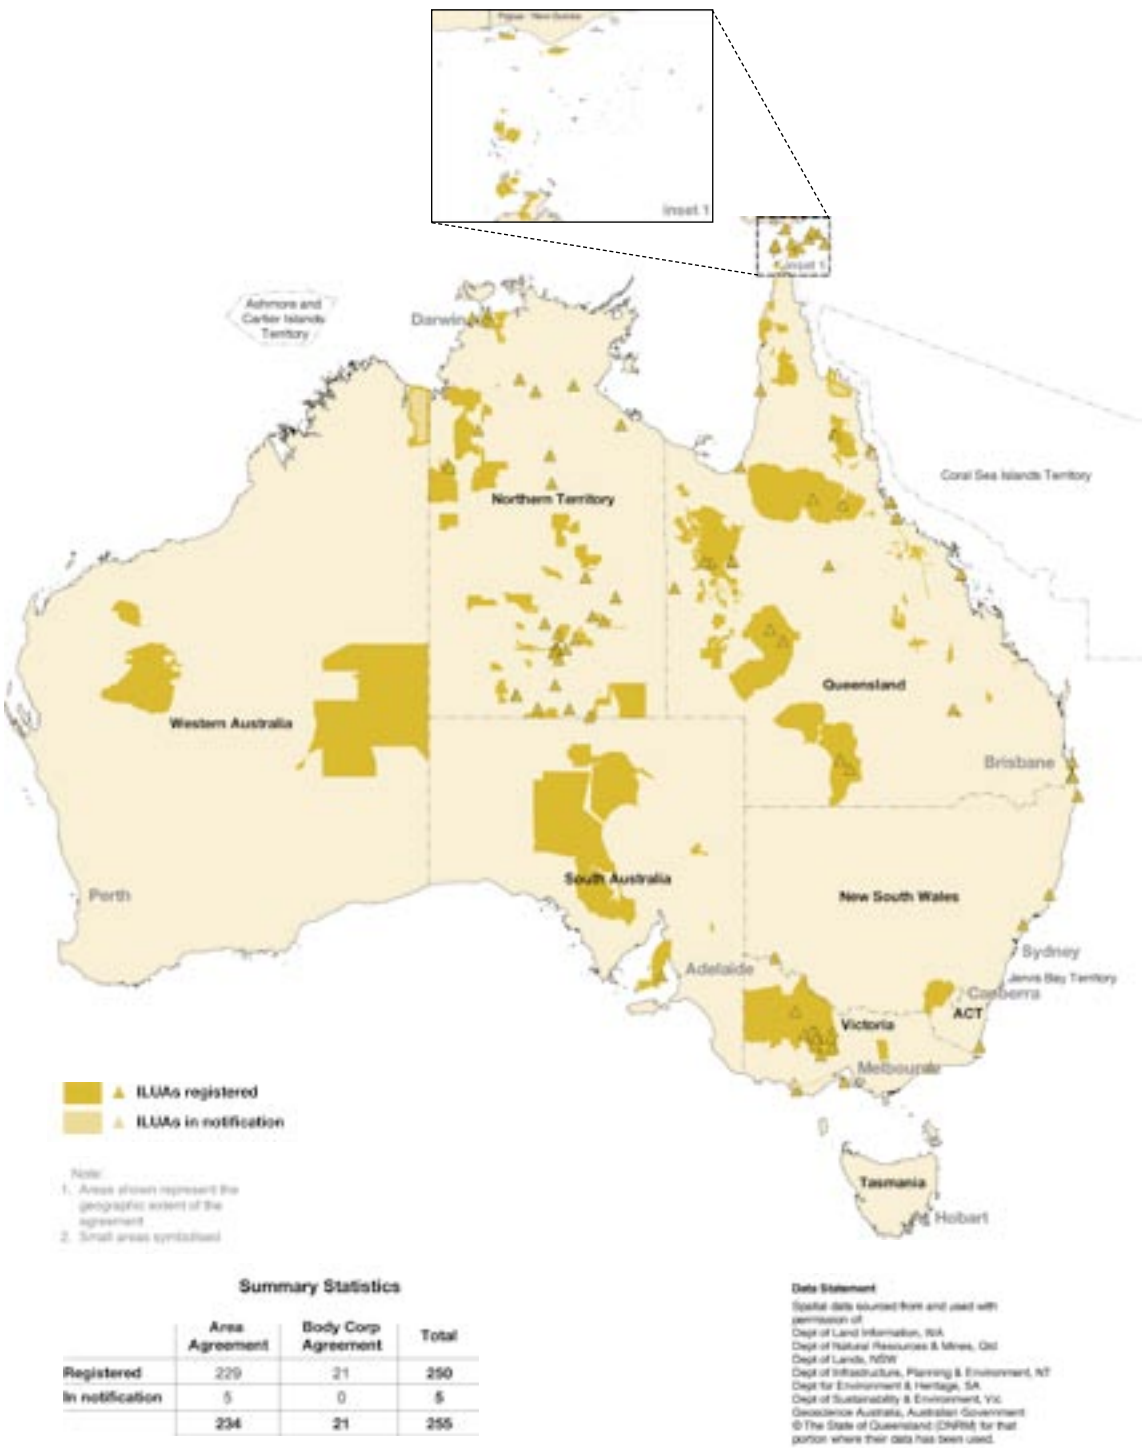 Papua New Guinea
Inset 1
Inset 1
Ashmore and
Cartier Islands
Territory
Darwin
Coral Sea Islands Territory
Northern Territory
Queensland
Western Australia
Brisbane
South Australia
Perth
New South Wales
Sydney
Adelaide
Jervis Bay Territory
Canberra
ACT
Victoria
Melbourne
ILUAs registered
ILUAs in notification
Tasmania
Hobart
Note:
1. Areas shown represent the
geographic extent of the
agreement
2. Small areas symbolised
Summary Statistics
Area
Agreement
Body Corp
Agreement
Total
Registered 229 21 250
In notification 5 0 5
234 21 255
Data Statement
Spatial data sourced from and used with
permission of:
Dept of Land Information, WA
Dept of Natural Resources & Mines, Qld
Dept of Lands, NSW
Dept of Infrastructure, Planning & Environment, NT
Dept for Environment & Heritage, SA
Dept of Sustainability & Environment, Vic
Geoscience Australia, Australian Government
© The State of Queensland (DNRM) for that
portion where their data has been used.